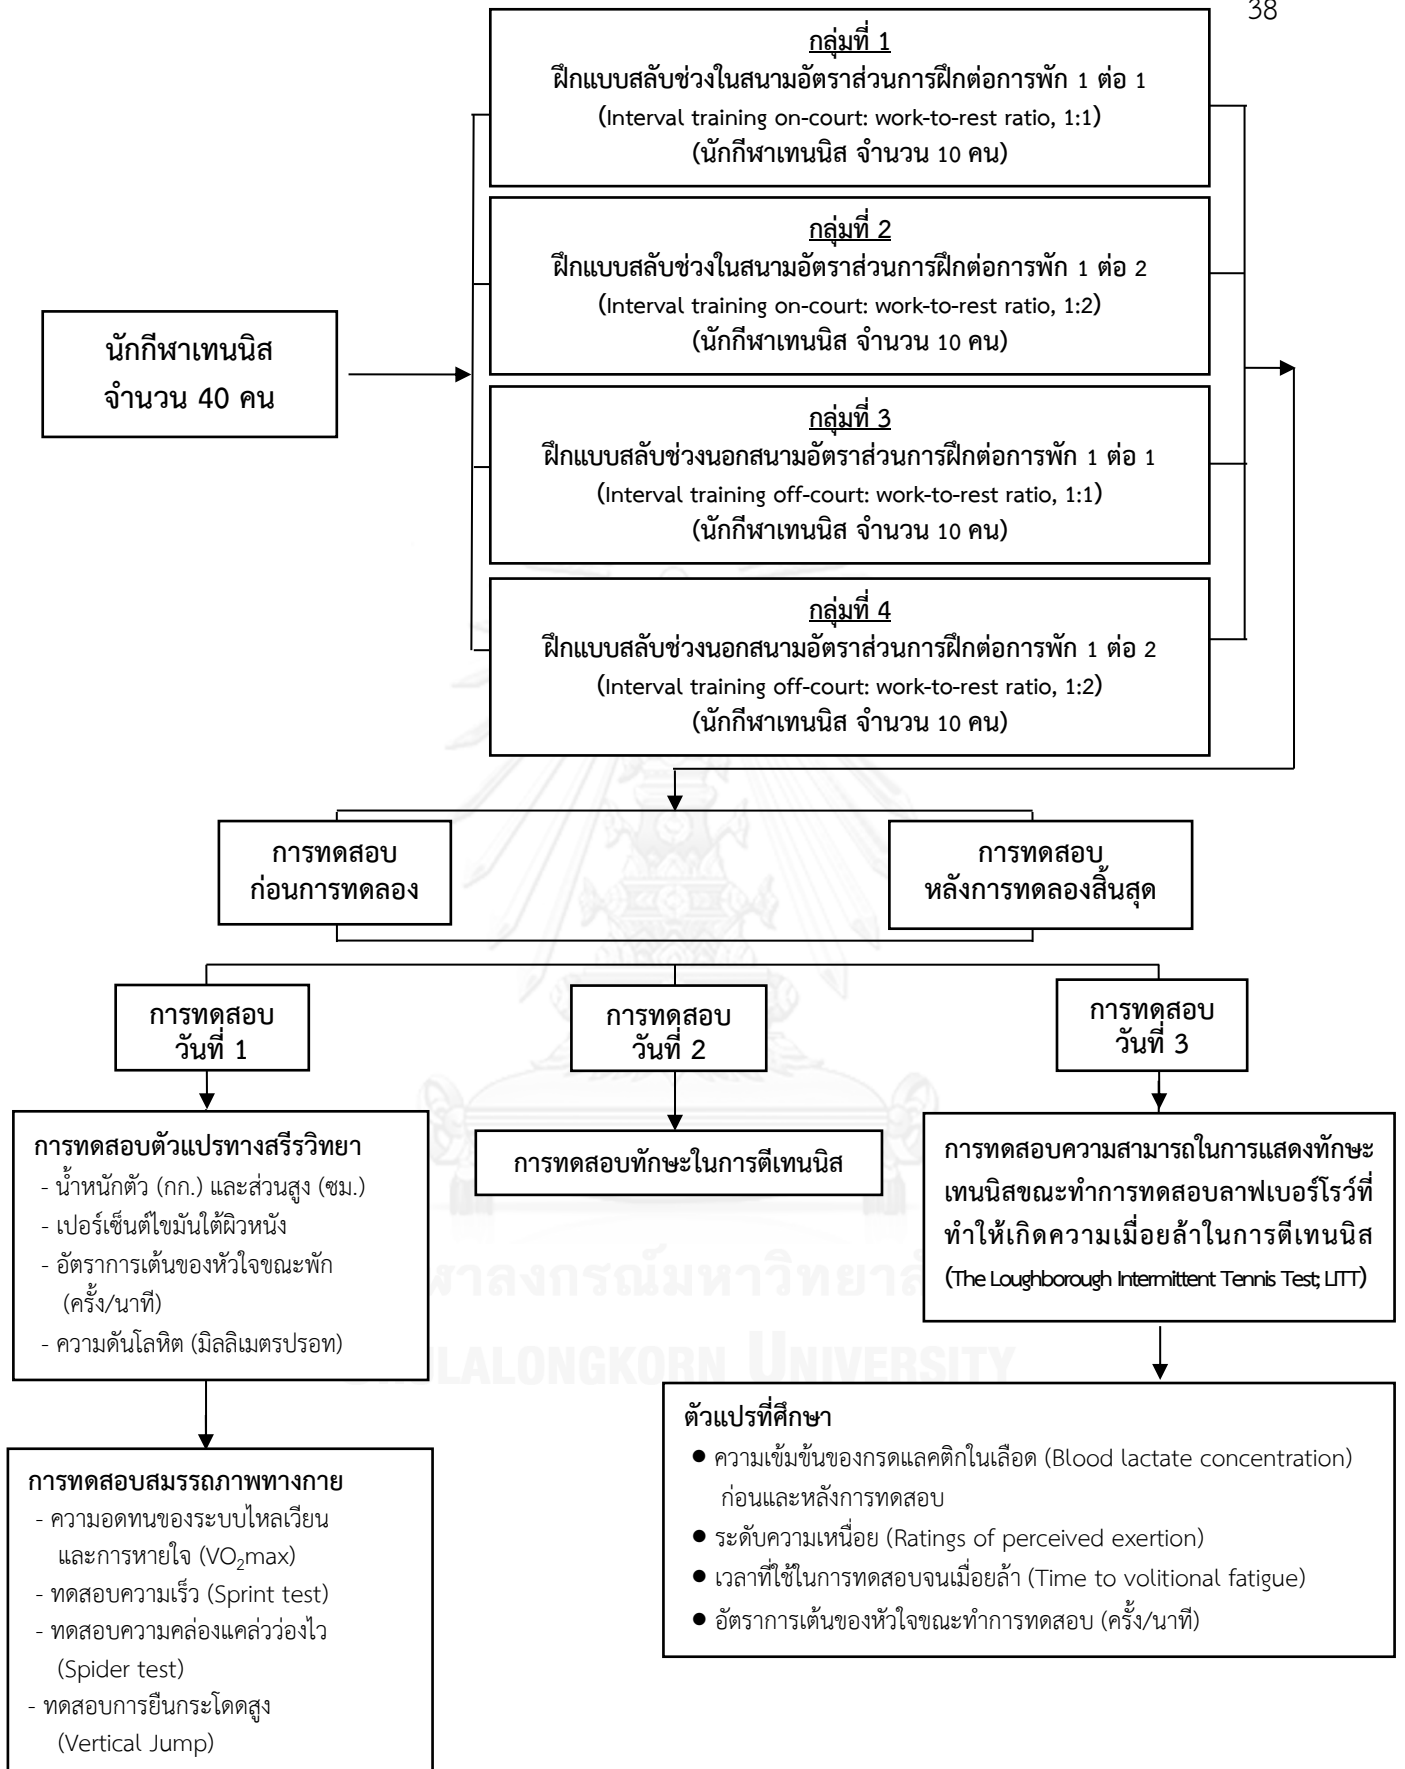 38
กลุ่มที่ 1
ฝึกแบบสลับช่วงในสนามอัตราส่วนการฝึกต่อการพัก 1 ต่อ 1
(Interval training on-court: work-to-rest ratio, 1:1)
(นักกีฬาเทนนิส จำนวน 10 คน)
กลุ่มที่ 2
ฝึกแบบสลับช่วงในสนามอัตราส่วนการฝึกต่อการพัก 1 ต่อ 2
(Interval training on-court: work-to-rest ratio, 1:2)
(นักกีฬาเทนนิส จำนวน 10 คน)
นักกีฬาเทนนิส
จำนวน 40 คน
กลุ่มที่ 3
ฝึกแบบสลับช่วงนอกสนามอัตราส่วนการฝึกต่อการพัก 1 ต่อ 1
(Interval training off-court: work-to-rest ratio, 1:1)
(นักกีฬาเทนนิส จำนวน 10 คน)
กลุ่มที่ 4
ฝึกแบบสลับช่วงนอกสนามอัตราส่วนการฝึกต่อการพัก 1 ต่อ 2
(Interval training off-court: work-to-rest ratio, 1:2)
(นักกีฬาเทนนิส จำนวน 10 คน)
การทดสอบ
ก่อนการทดลอง
การทดสอบ
หลังการทดลองสิ้นสุด
การทดสอบ
วันที่ 1
การทดสอบ
วันที่ 2
การทดสอบ
วันที่ 3
การทดสอบตัวแปรทางสรีรวิทยา
- น้ำหนักตัว (กก.) และส่วนสูง (ซม.)
- เปอร์เซ็นต์ไขมันใต้ผิวหนัง
- อัตราการเต้นของหัวใจขณะพัก
(ครั้ง/นาที)
- ความดันโลหิต (มิลลิเมตรปรอท)
การทดสอบทักษะในการตีเทนนิส
การทดสอบความสามารถในการแสดงทักษะ
เทนนิสขณะทำการทดสอบลาฟเบอร์โรว์ที่
ทำให้เกิดความเมื่อยล้าในการตีเทนนิส
(The Loughborough Intermittent Tennis Test; LITT)
การทดสอบสมรรถภาพทางกาย
- ความอดทนของระบบไหลเวียน
และการหายใจ (VO2max)
- ทดสอบความเร็ว (Sprint test)
- ทดสอบความคล่องแคล่วว่องไว
(Spider test)
- ทดสอบการยืนกระโดดสูง
(Vertical Jump)
ตัวแปรที่ศึกษา
● ความเข้มข้นของกรดแลคติกในเลือด (Blood lactate concentration)
ก่อนและหลังการทดสอบ
● ระดับความเหนื่อย (Ratings of perceived exertion)
● เวลาที่ใช้ในการทดสอบจนเมื่อยล้า (Time to volitional fatigue)
● อัตราการเต้นของหัวใจขณะทำการทดสอบ (ครั้ง/นาที)